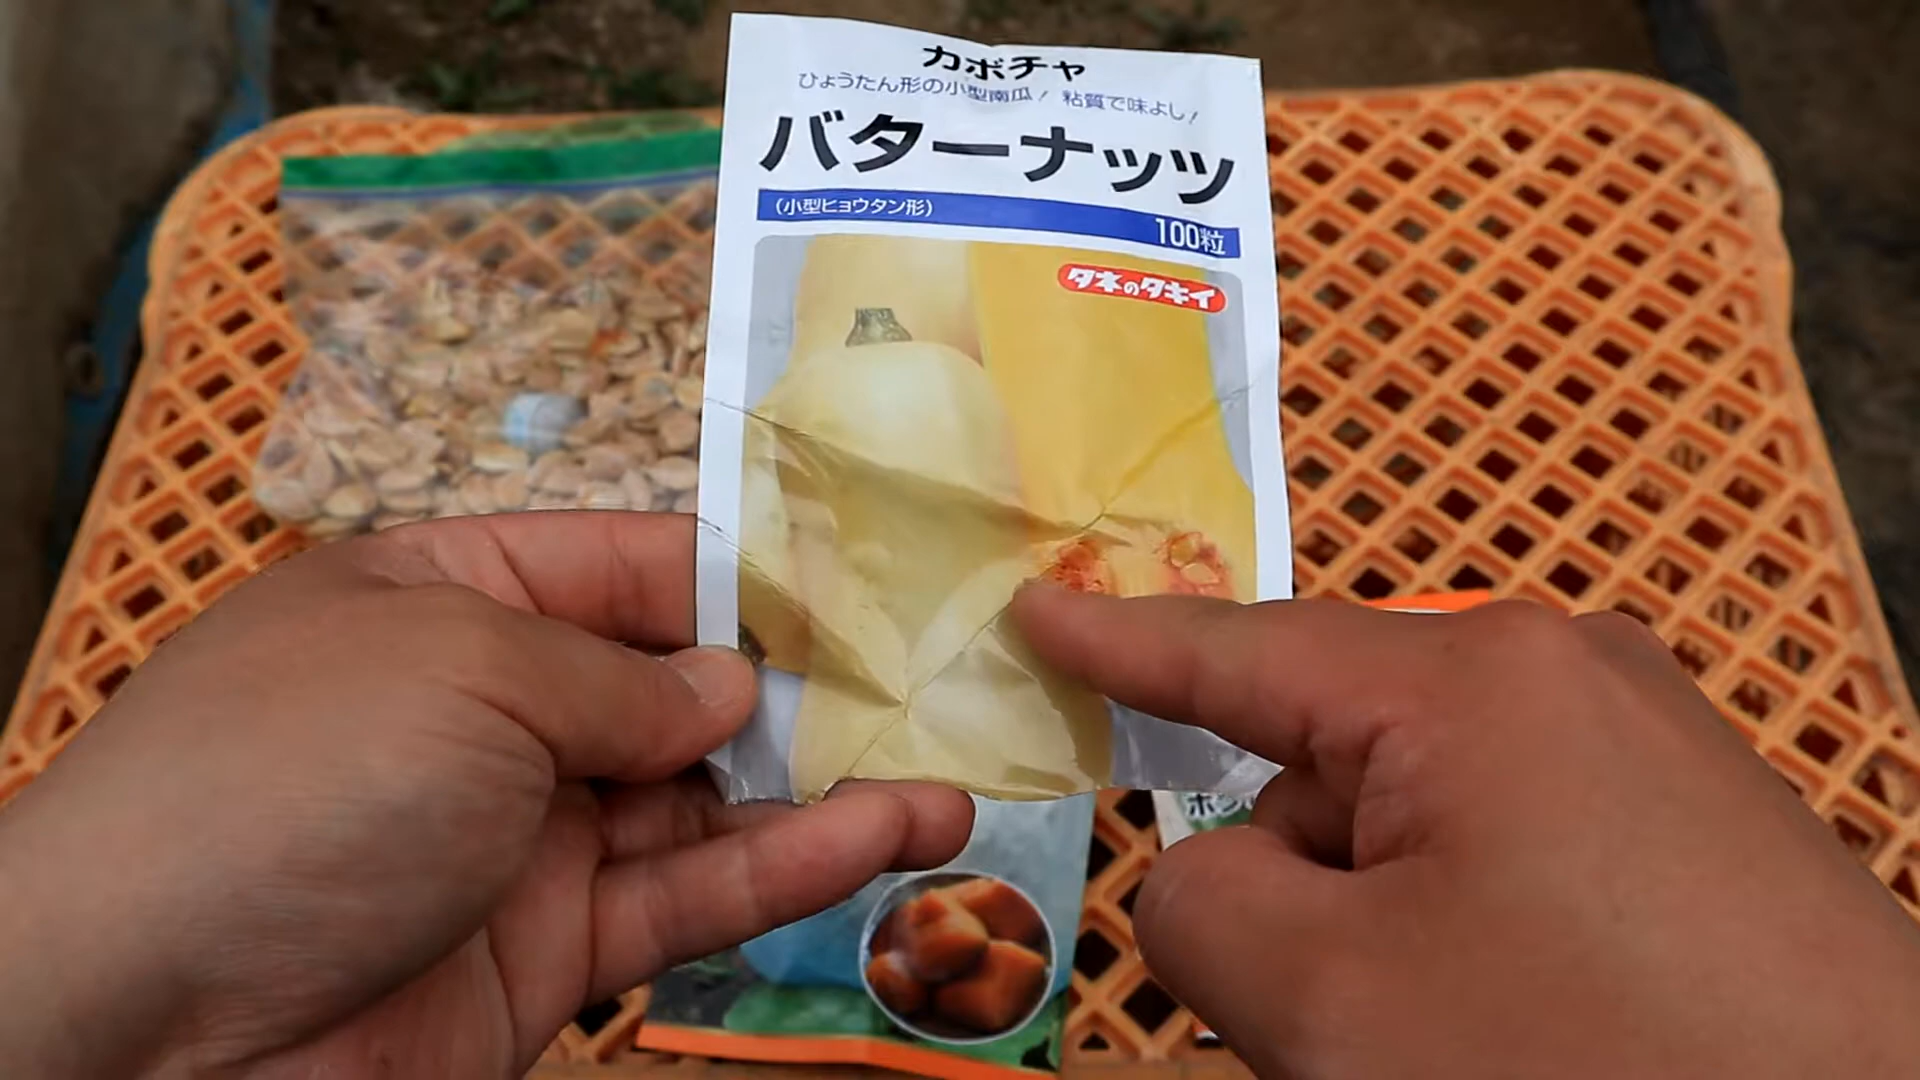 カボチャ
ひょうたん形の小型南瓜! 粘質で味よし!
バターナッツ
(小型ヒョウタン形)
100粒
タネのタキイ